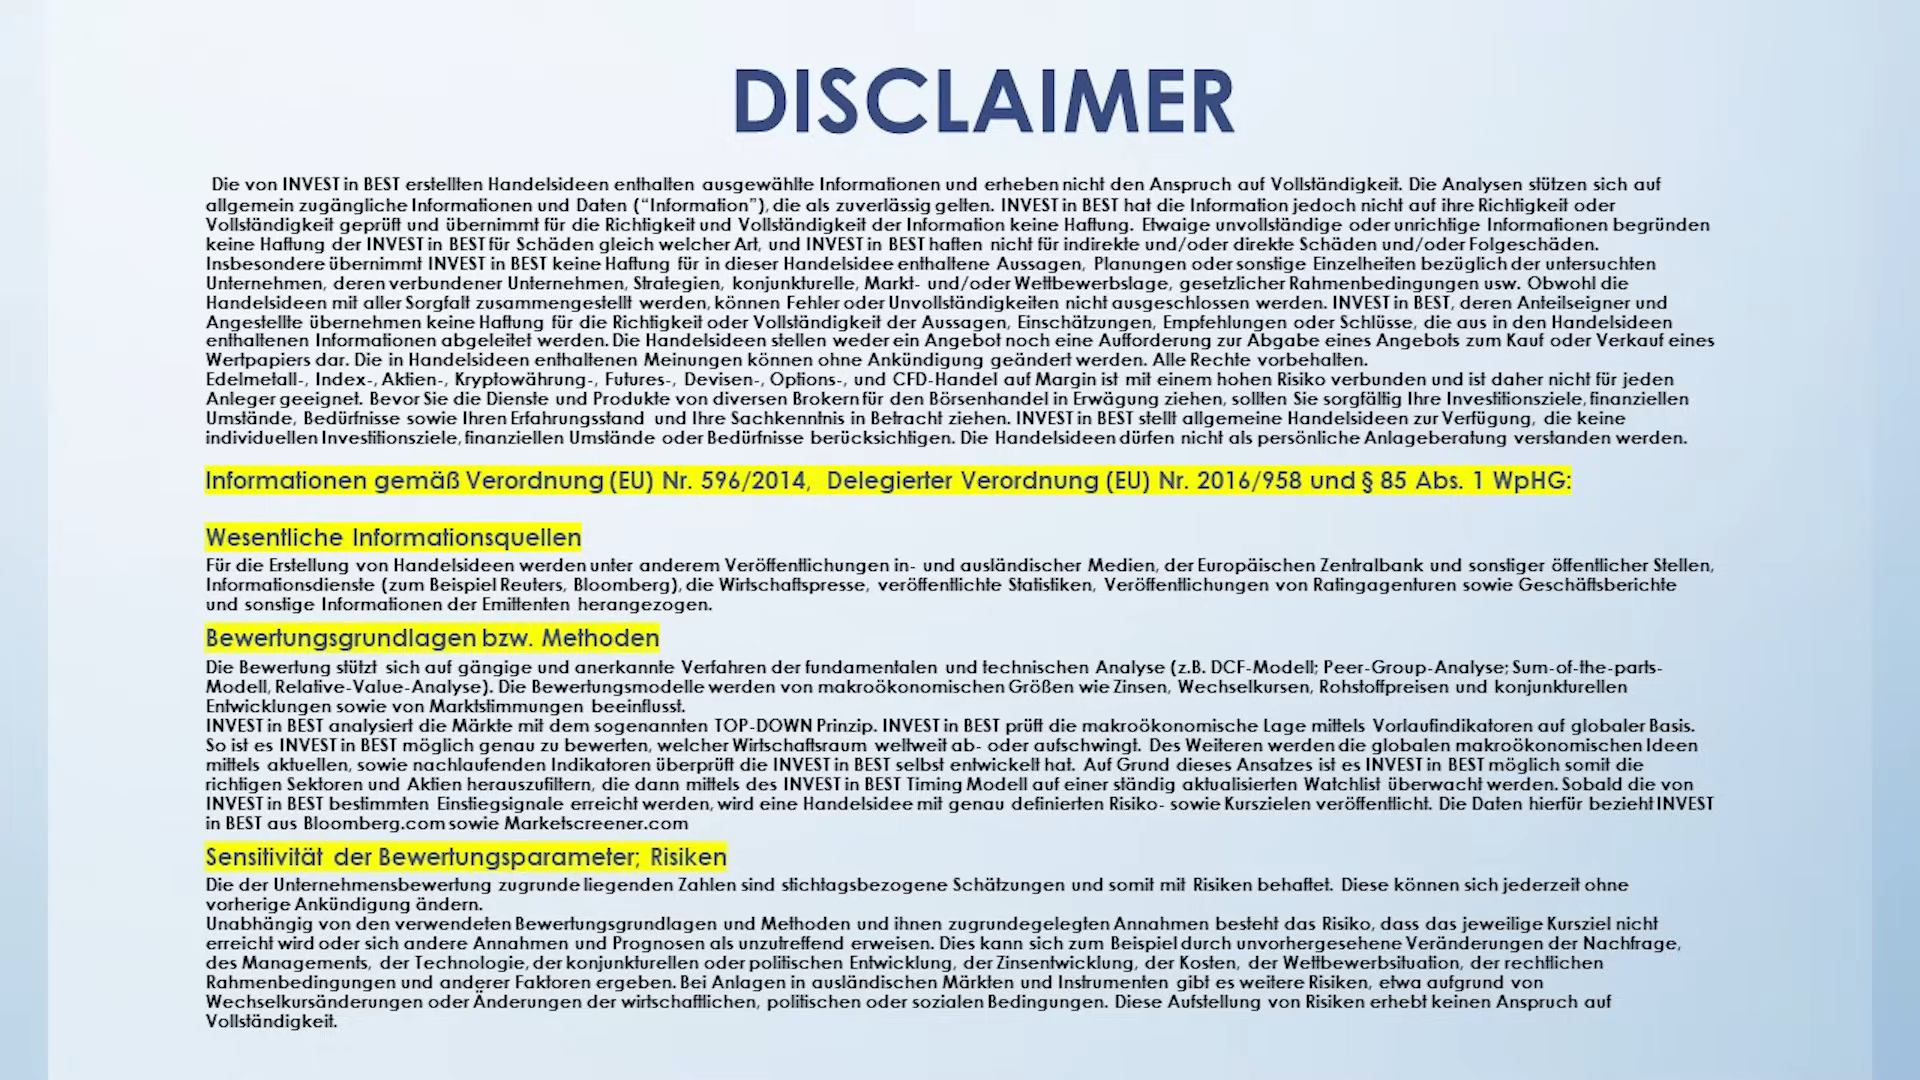 DISCLAIMER
Die von INVEST in BEST erstellten Handelsideen enthalten ausgewählte Informationen und erheben nicht den Anspruch auf Vollständigkeit. Die Analysen stützen sich auf
allgemein zugängliche Informationen und Daten (“Information”), die als zuverlässig gelten. INVEST in BEST hat die Information jedoch nicht auf ihre Richtigkeit oder
Vollständigkeit geprüft und übernimmt für die Richtigkeit und Vollständigkeit der Information keine Haftung. Etwaige unvollständige oder unrichtige Informationen begründen
keine Haftung der INVEST in BEST für Schäden gleich welcher Art, und INVEST in BEST haften nicht für indirekte und/oder direkte Schäden und/oder Folgeschäden.
Insbesondere übernimmt INVEST in BEST keine Haftung für in dieser Handelsidee enthaltene Aussagen, Planungen oder sonstige Einzelheiten bezüglich der untersuchten
Unternehmen, deren verbundener Unternehmen, Strategien, konjunkturelle, Markt- und/oder Wettbewerbslage, gesetzlicher Rahmenbedingungen usw. Obwohl die
Handelsideen mit aller Sorgfalt zusammengestellt werden, können Fehler oder Unvollständigkeiten nicht ausgeschlossen werden. INVEST in BEST, deren Anteilseigner und
Angestellte übernehmen keine Haftung für die Richtigkeit oder Vollständigkeit der Aussagen, Einschätzungen, Empfehlungen oder Schlüsse, die aus in den Handelsideen
enthaltenen Informationen abgeleitet werden. Die Handelsideen stellen weder ein Angebot noch eine Aufforderung zur Abgabe eines Angebots zum Kauf oder Verkauf eines
Wertpapiers dar. Die in Handelsideen enthaltenen Meinungen können ohne Ankündigung geändert werden. Alle Rechte vorbehalten.
Edelmetall-, Index-, Aktien-, Kryptowährung-, Futures-, Devisen-, Options-, und CFD-Handel auf Margin ist mit einem hohen Risiko verbunden und ist daher nicht für jeden
Anleger geeignet. Bevor Sie die Dienste und Produkte von diversen Brokern für den Börsenhandel in Erwägung ziehen, sollten Sie sorgfältig Ihre Investitionsziele, finanziellen
Umstände, Bedürfnisse sowie Ihren Erfahrungsstand und Ihre Sachkenntnis in Betracht ziehen. INVEST in BEST stellt allgemeine Handelsideen zur Verfügung, die keine
individuellen Investitionsziele, finanziellen Umstände oder Bedürfnisse berücksichtigen. Die Handelsideen dürfen nicht als persönliche Anlageberatung verstanden werden.
Informationen gemäß Verordnung (EU) Nr. 596/2014, Delegierter Verordnung (EU) Nr. 2016/958 und § 85 Abs. 1 WpHG:
Wesentliche Informationsquellen
Für die Erstellung von Handelsideen werden unter anderem Veröffentlichungen in- und ausländischer Medien, der Europäischen Zentralbank und sonstiger öffentlicher Stellen,
Informationsdienste (zum Beispiel Reuters, Bloomberg), die Wirtschaftspresse, veröffentlichte Statistiken, Veröffentlichungen von Ratingagenturen sowie Geschäftsberichte
und sonstige Informationen der Emittenten herangezogen.
Bewertungsgrundlagen bzw. Methoden
Die Bewertung stützt sich auf gängige und anerkannte Verfahren der fundamentalen und technischen Analyse (z.B. DCF-Modell; Peer-Group-Analyse; Sum-of-the-parts-
Modell, Relative-Value-Analyse). Die Bewertungsmodelle werden von makroökonomischen Größen wie Zinsen, Wechselkursen, Rohstoffpreisen und konjunkturellen
Entwicklungen sowie von Marktstimmungen beeinflusst.
INVEST in BEST analysiert die Märkte mit dem sogenannten TOP-DOWN Prinzip. INVEST in BEST prüft die makroökonomische Lage mittels Vorlaufindikatoren auf globaler Basis.
So ist es INVEST in BEST möglich genau zu bewerten, welcher Wirtschaftsraum weltweit ab- oder aufschwingt. Des Weiteren werden die globalen makroökonomischen Ideen
mittels aktuellen, sowie nachlaufenden Indikatoren überprüft die INVEST in BEST selbst entwickelt hat. Auf Grund dieses Ansatzes ist es INVEST in BEST möglich somit die
richtigen Sektoren und Aktien herauszufiltern, die dann mittels des INVEST in BEST Timing Modell auf einer ständig aktualisierten Watchlist überwacht werden. Sobald die von
INVEST in BEST bestimmten Einstiegsignale erreicht werden, wird eine Handelsidee mit genau definierten Risiko- sowie Kurszielen veröffentlicht. Die Daten hierfür bezieht INVEST
in BEST aus Bloomberg.com sowie Marketscreener.com
Sensitivität der Bewertungsparameter; Risiken
Die der Unternehmensbewertung zugrunde liegenden Zahlen sind stichtagsbezogene Schätzungen und somit mit Risiken behaftet. Diese können sich jederzeit ohne
vorherige Ankündigung ändern.
Unabhängig von den verwendeten Bewertungsgrundlagen und Methoden und ihnen zugrundegelegten Annahmen besteht das Risiko, dass das jeweilige Kursziel nicht
erreicht wird oder sich andere Annahmen und Prognosen als unzutreffend erweisen. Dies kann sich zum Beispiel durch unvorhergesehene Veränderungen der Nachfrage,
des Managements, der Technologie, der konjunkturellen oder politischen Entwicklung, der Zinsentwicklung, der Kosten, der Wettbewerbsituation, der rechtlichen
Rahmenbedingungen und anderer Faktoren ergeben. Bei Anlagen in ausländischen Märkten und Instrumenten gibt es weitere Risiken, etwa aufgrund von
Wechselkursänderungen oder Änderungen der wirtschaftlichen, politischen oder sozialen Bedingungen. Diese Aufstellung von Risiken erhebt keinen Anspruch auf
Vollständigkeit.